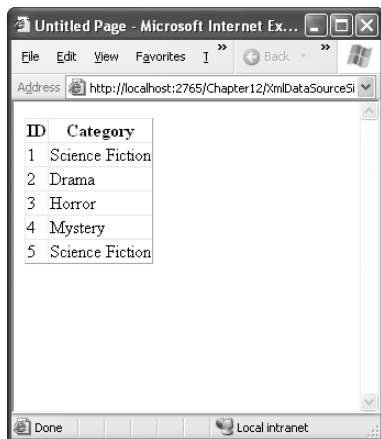 Untitled Page - Microsoft Internet Ex...
File Edit View Favorites T » Back »
Address http://localhost:2765/Chapter12/XmlDataSourceSi
ID Category
1 Science Fiction
2 Drama
3 Horror
4 Mystery
5 Science Fiction
Done Local intranet